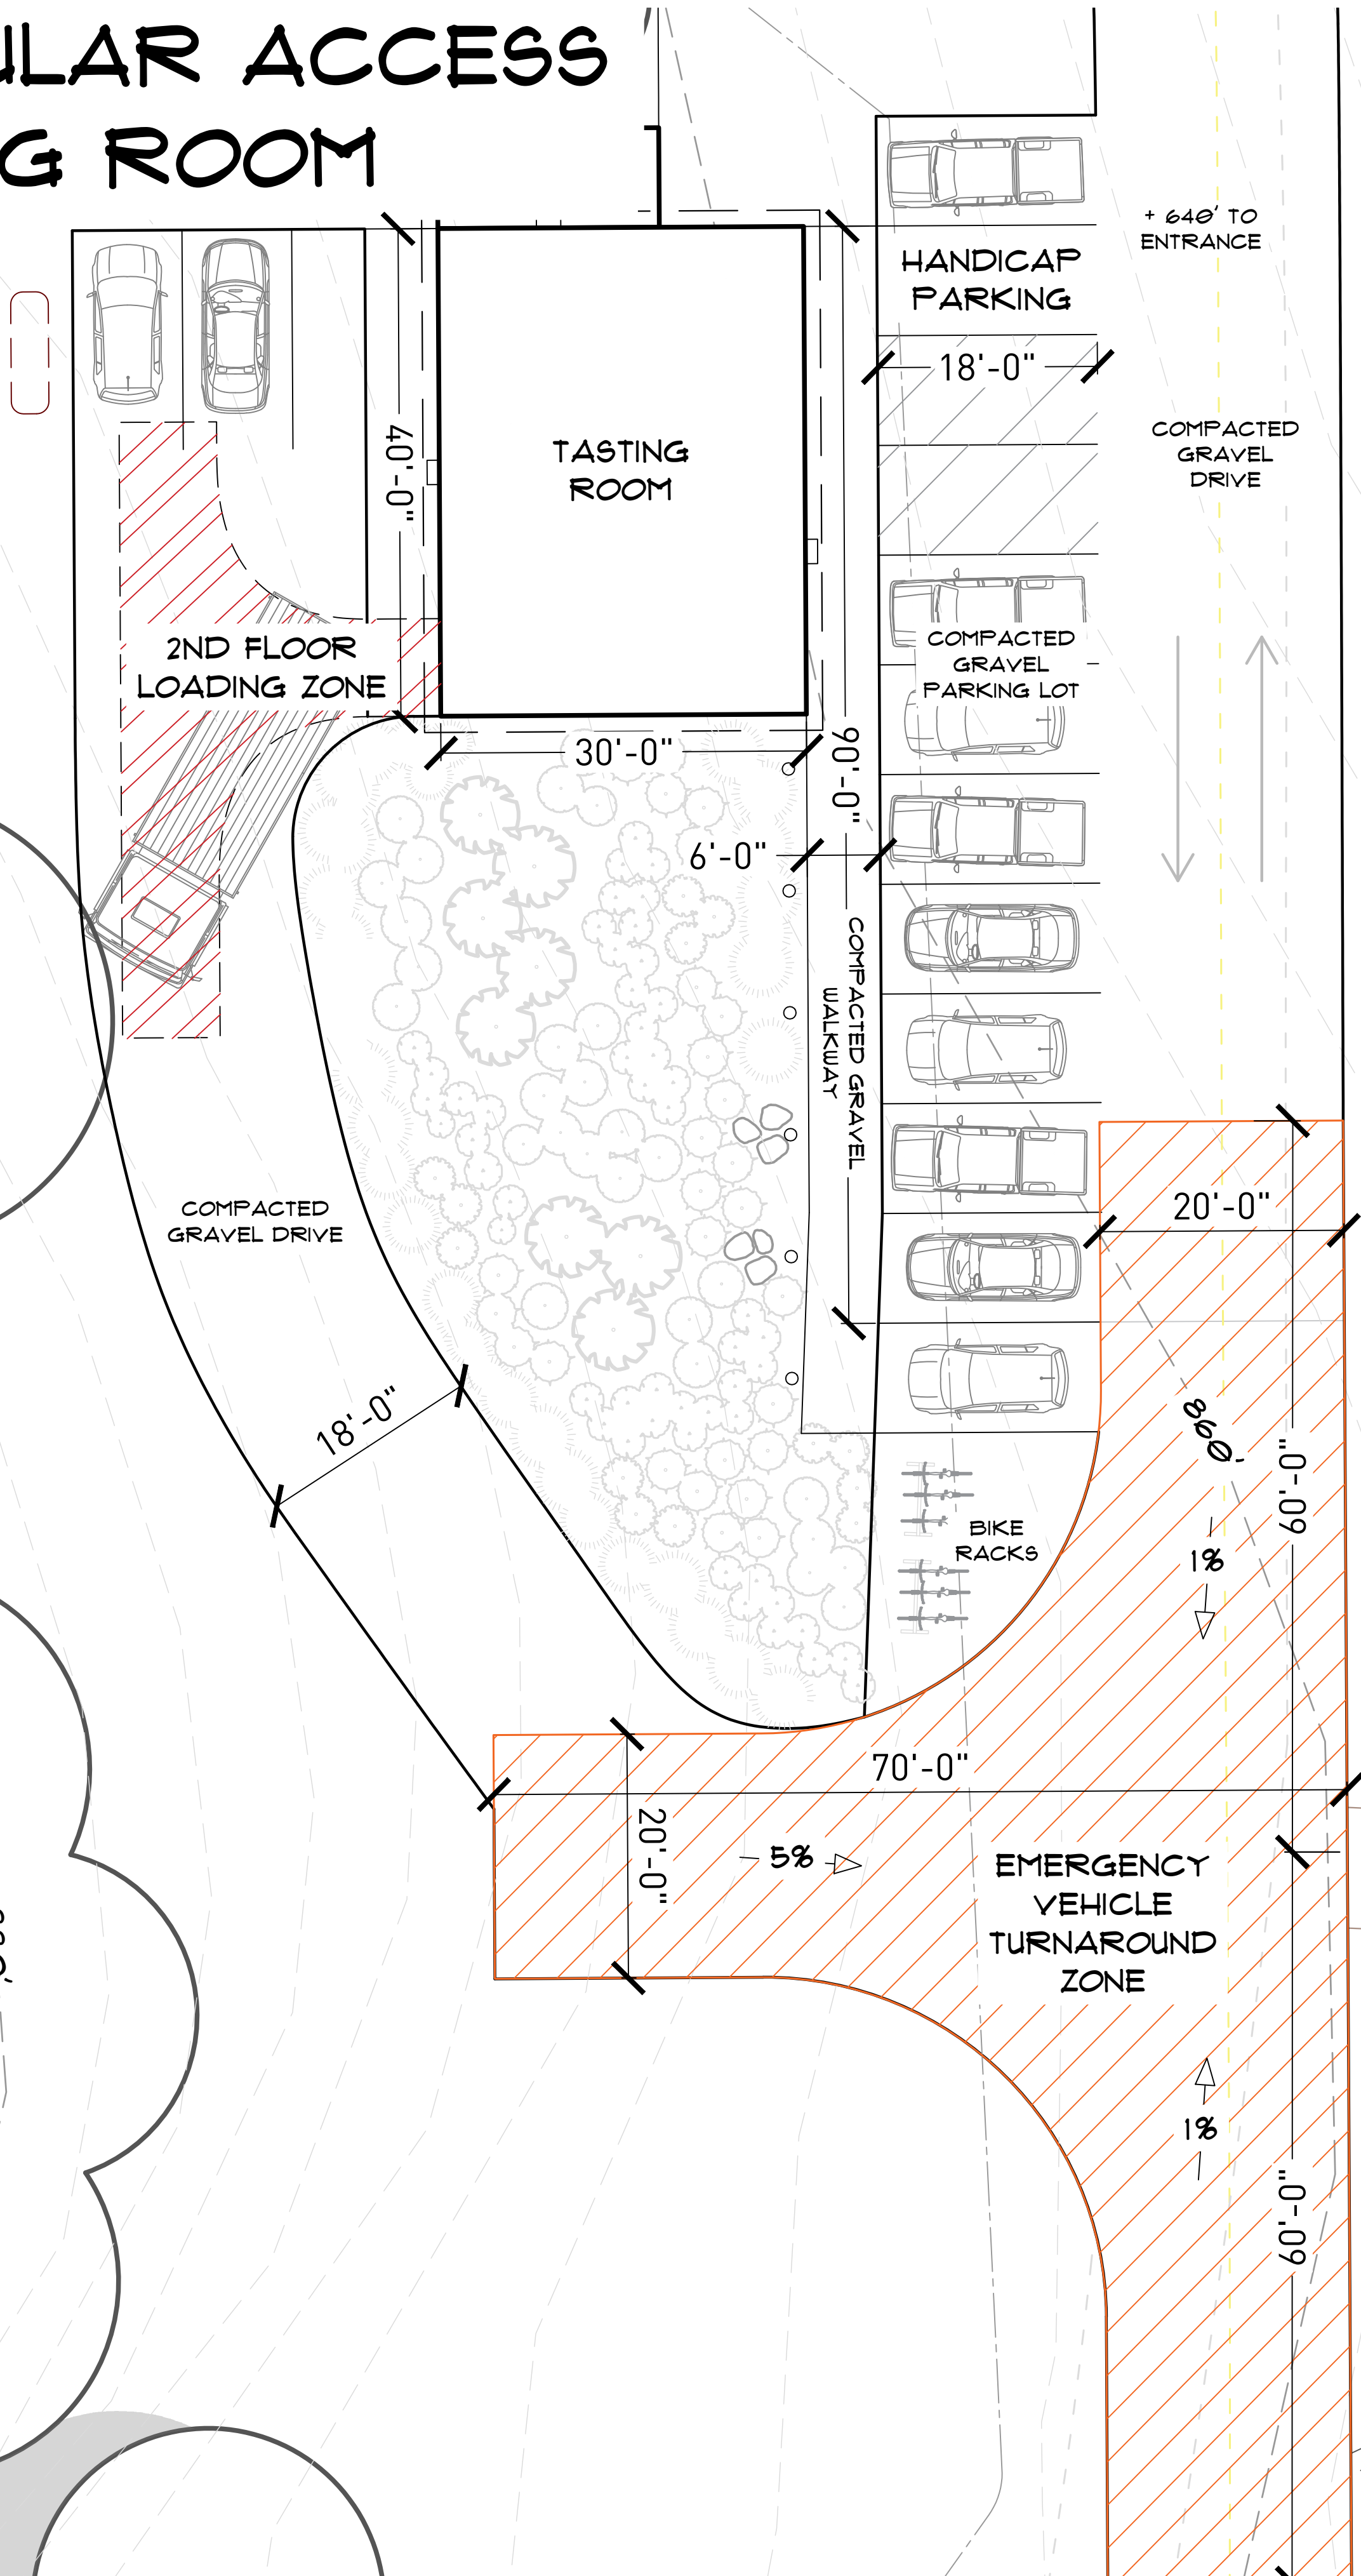 ULAR ACCESS
G ROOM
+ 640' TO
ENTRANCE
HANDICAP
PARKING
18'-0"
COMPACTED
GRAVEL
DRIVE
40'-0"
TASTING
ROOM
2ND FLOOR
LOADING ZONE
COMPACTED
GRAVEL
PARKING LOT
30'-0"
90'-0"
6'-0"
COMPACTED GRAVEL
WALKWAY
COMPACTED
GRAVEL DRIVE
20'-0"
18'-0"
860'
60'-0"
BIKE
RACKS
1%
70'-0"
20'-0"
5%
EMERGENCY
VEHICLE
TURNAROUND
ZONE
1%
60'-0"